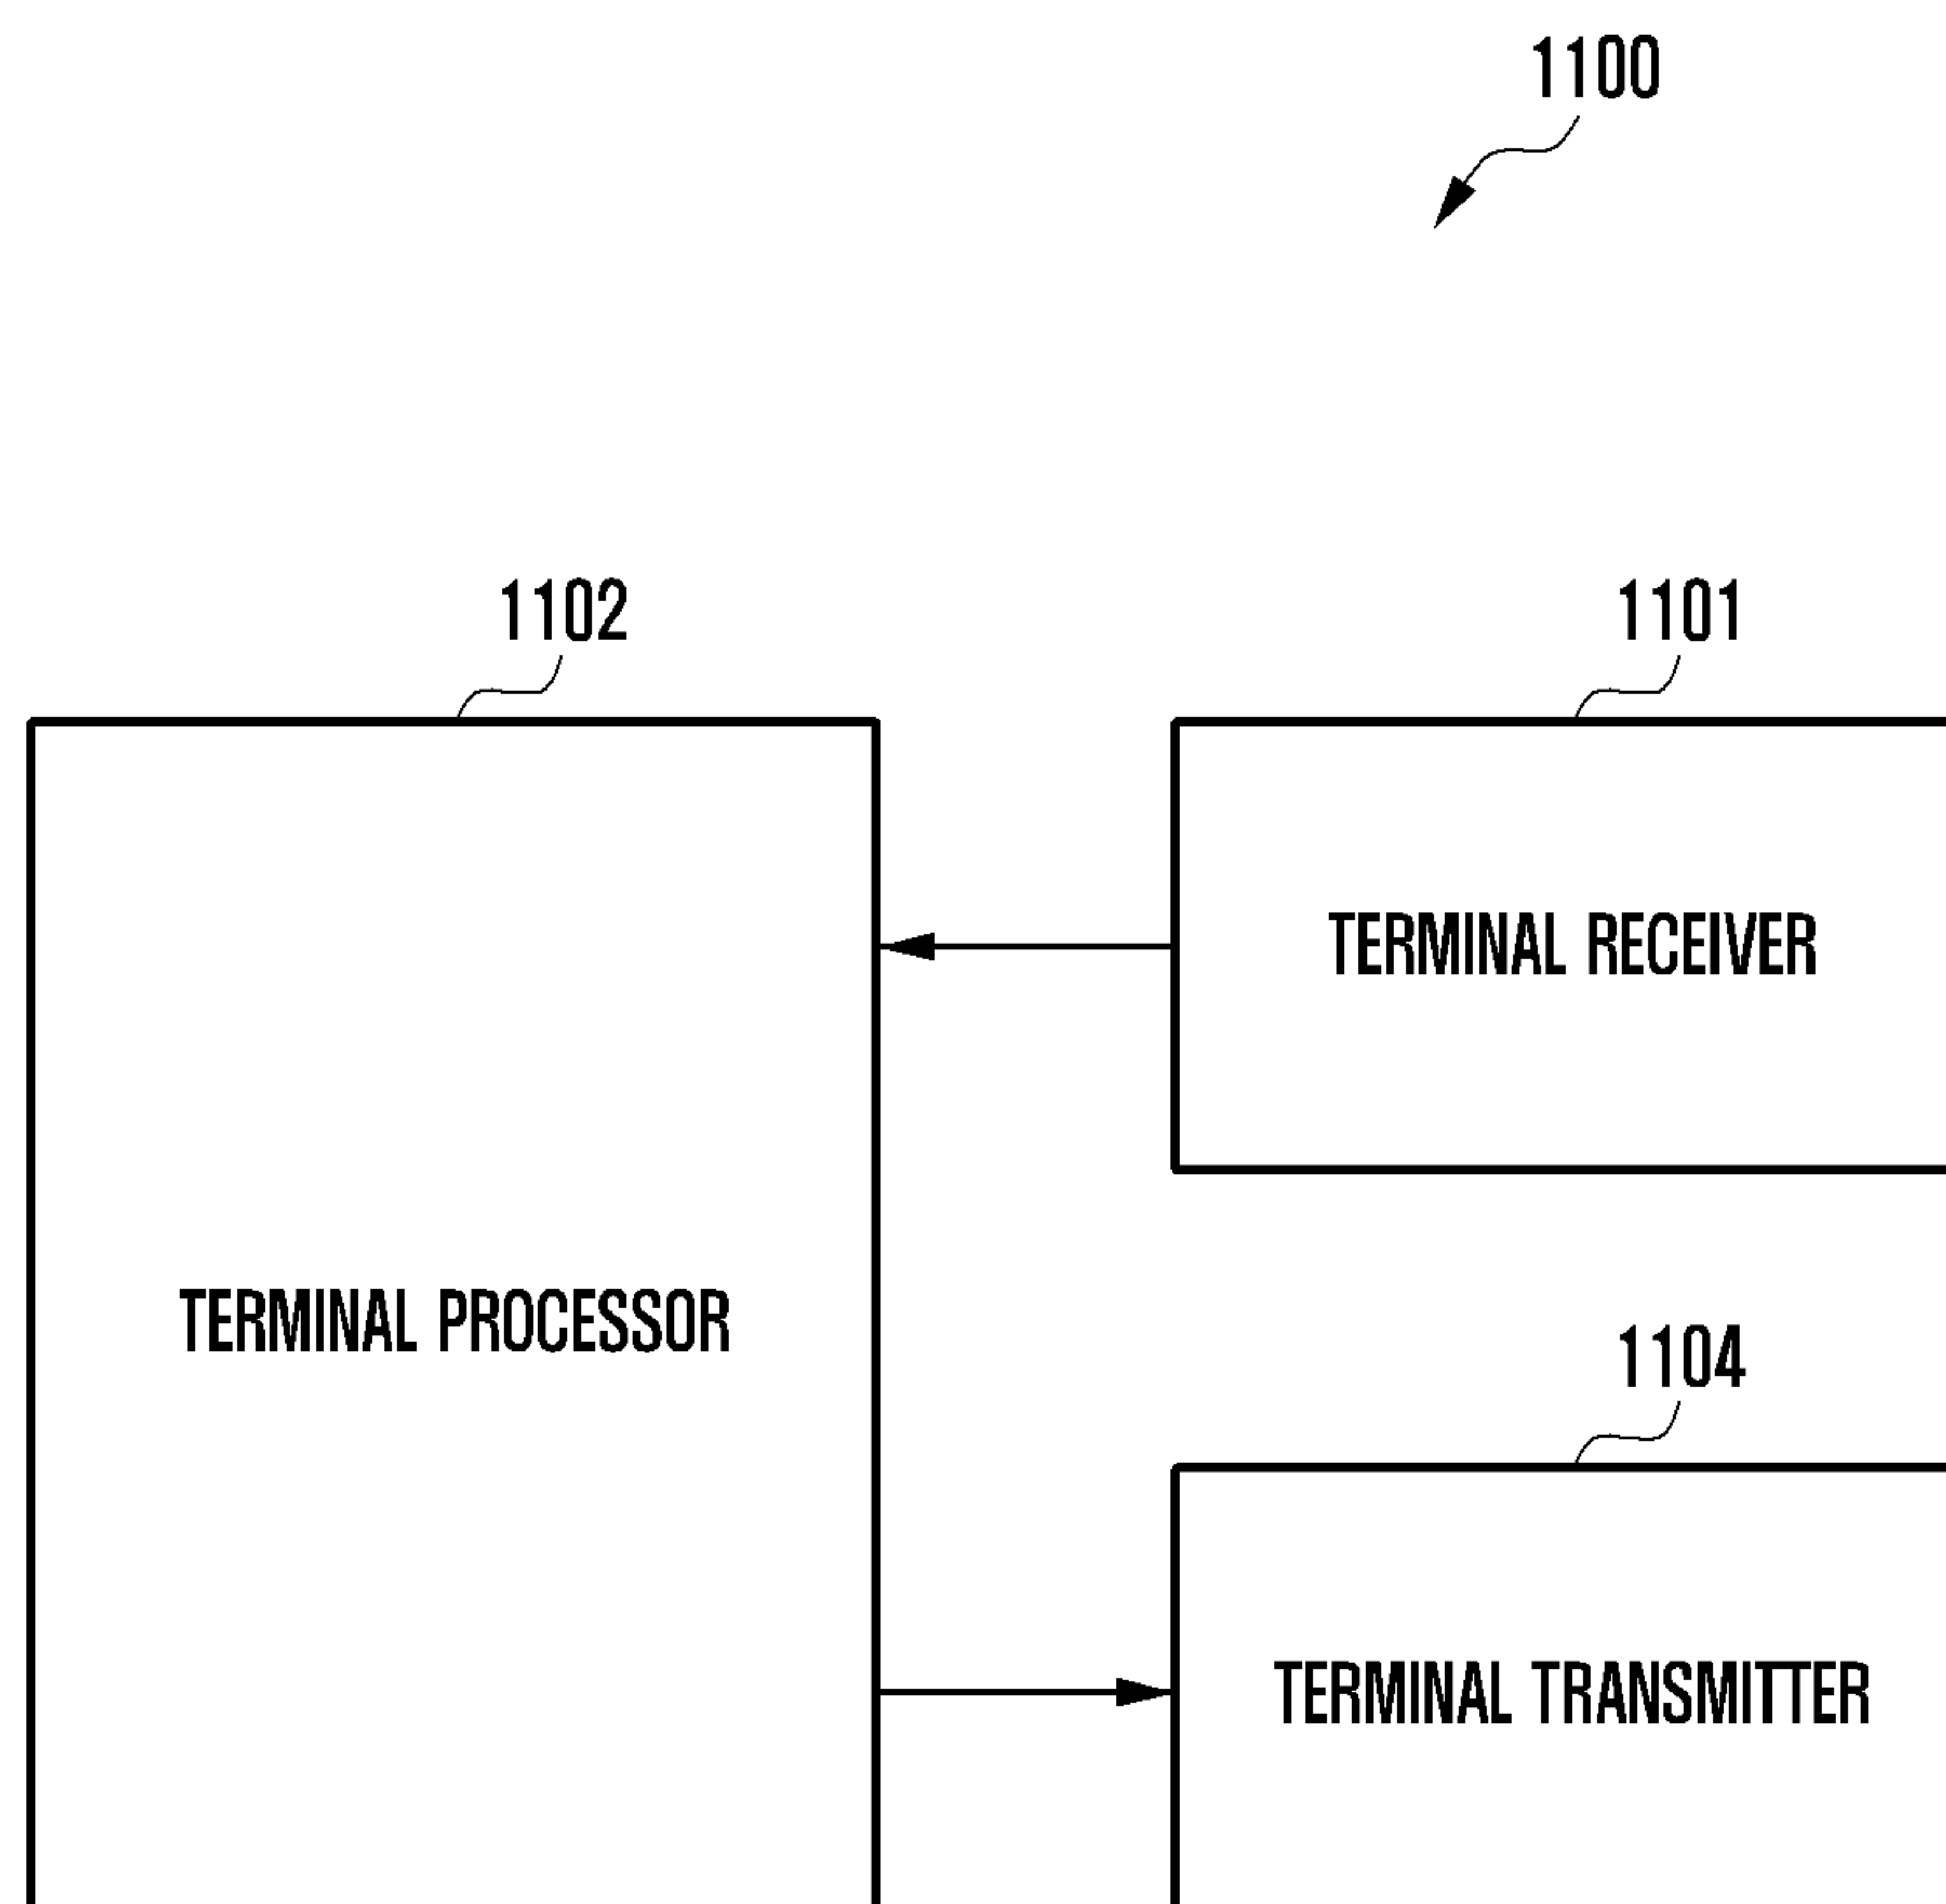 1100
1102
1101
TERMINAL RECEIVER
TERMINAL PROCESSOR
1104
TERMINAL TRANSMITTER